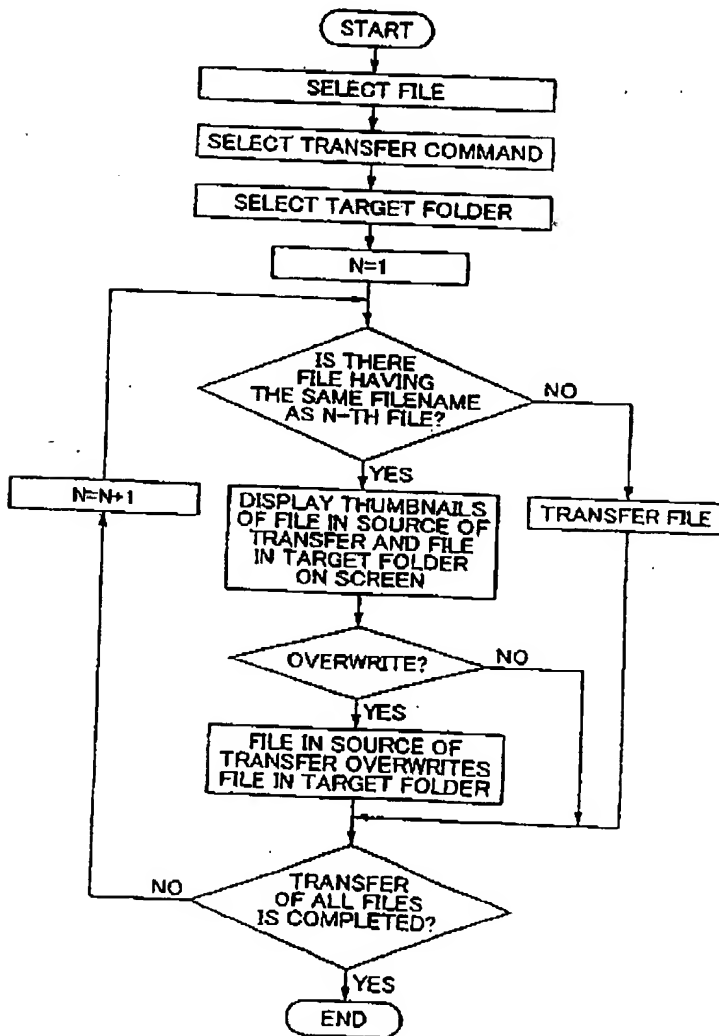 START
SELECT FILE
SELECT TRANSFER COMMAND
SELECT TARGET FOLDER
N=1
IS THERE
FILE HAVING
THE SAME FILENAME
AS N-TH FILE?
NO
YES
N=N+1
DISPLAY THUMBNAILS
OF FILE IN SOURCE OF
TRANSFER AND FILE
IN TARGET FOLDER
ON SCREEN
TRANSFER FILE
OVERWRITE?
NO
YES
FILE IN SOURCE OF
TRANSFER OVERWRITES
FILE IN TARGET FOLDER
NO
TRANSFER
OF ALL FILES
IS COMPLETED?
YES
END